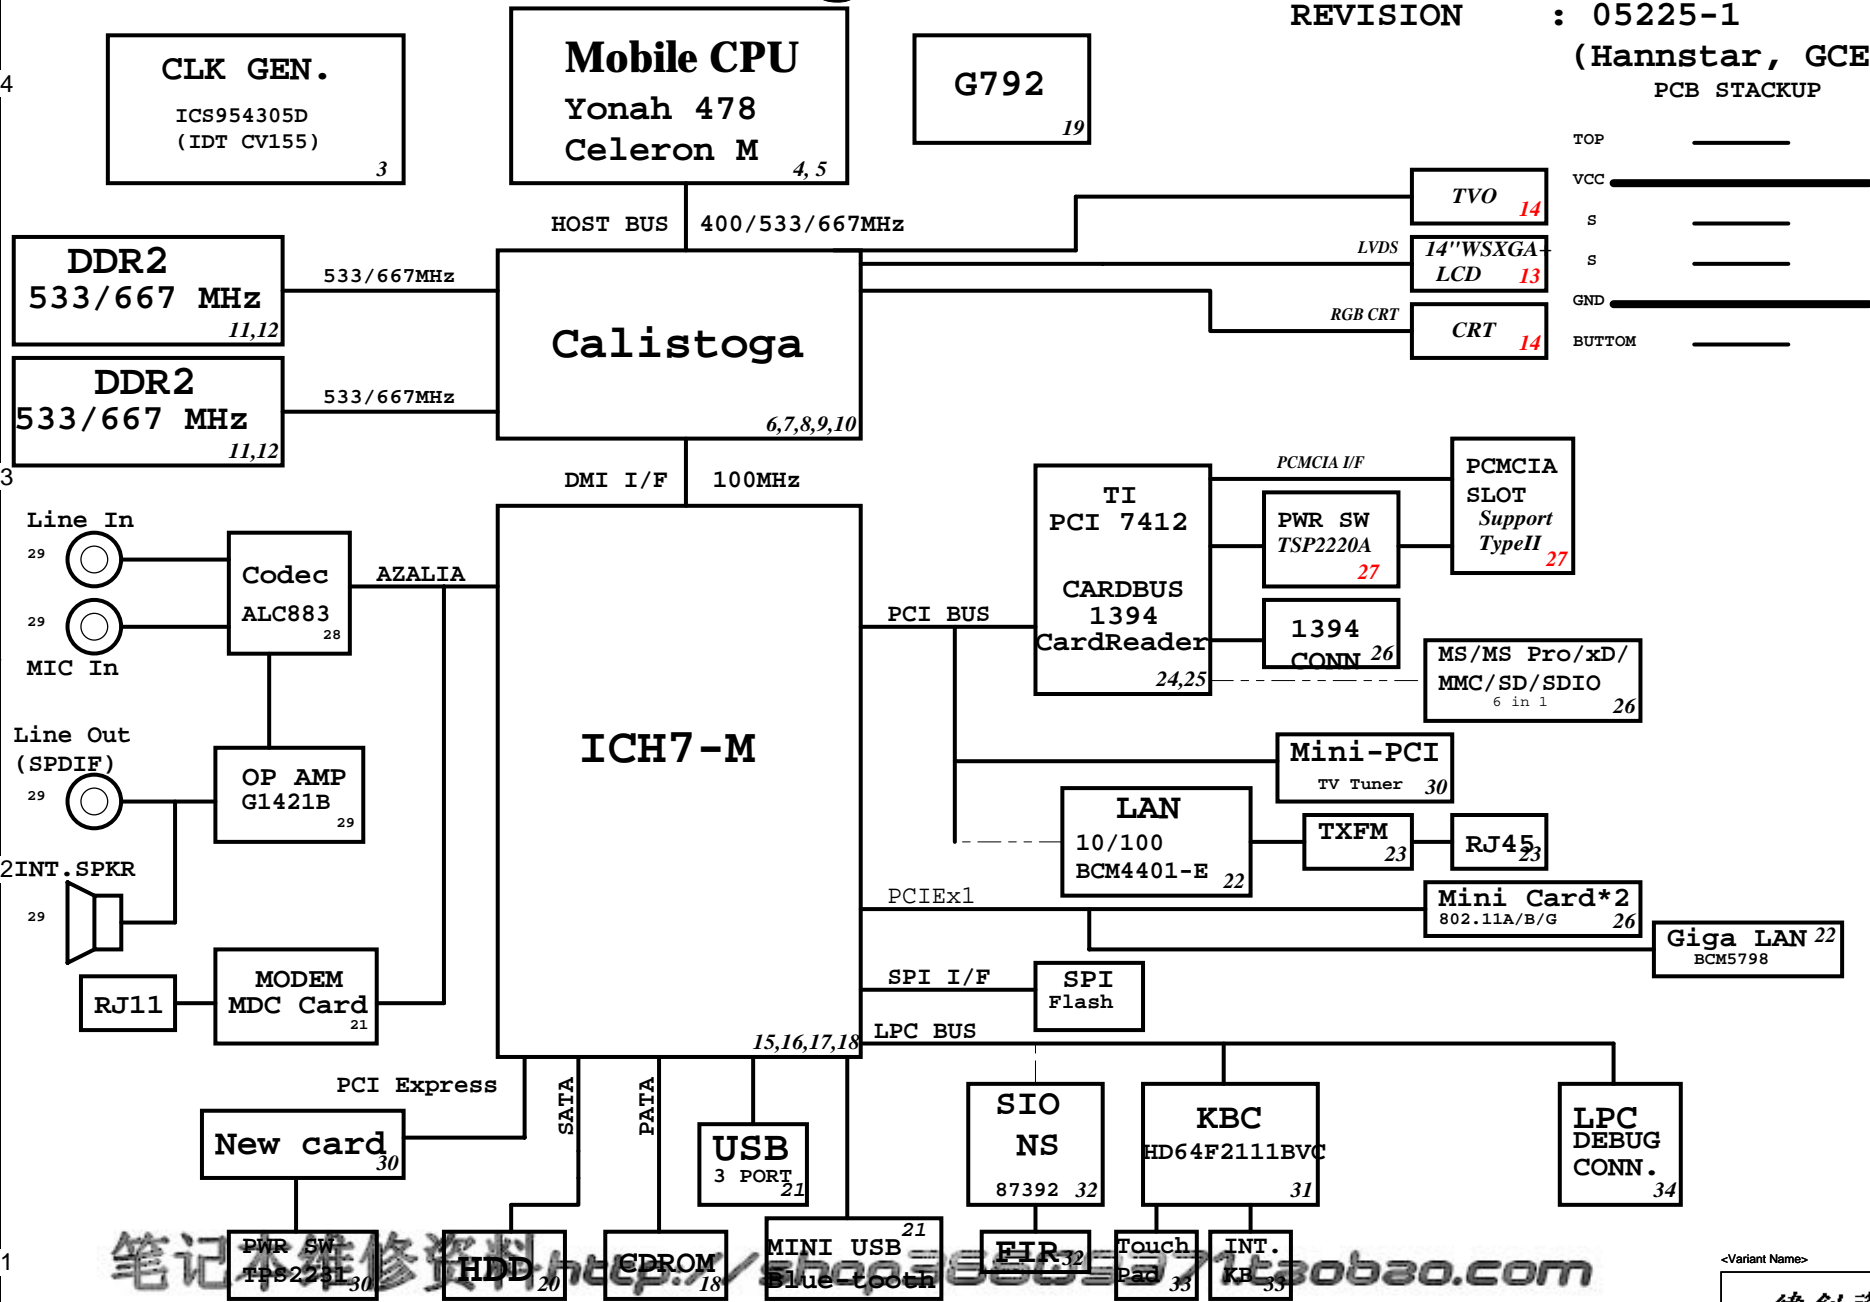 REVISION : 05225-1
(Hannstar, GCE
PCB STACKUP
TOP
VCC
S
S
GND
BUTTOM
4
3
2
1
CLK GEN.
ICS954305D
(IDT CV155)
3
Mobile CPU
Yonah 478
Celeron M
4, 5
G792
19
HOST BUS
400/533/667MHz
DDR2
533/667 MHz
11,12
533/667MHz
DDR2
533/667 MHz
11,12
533/667MHz
Calistoga
6,7,8,9,10
TVO
14
LVDS
14"WSXGA+
LCD
13
RGB CRT
CRT
14
DMI I/F
100MHz
Line In
29
29
MIC In
Codec
ALC883
28
AZALIA
Line Out
(SPDIF)
29
OP AMP
G1421B
29
INT.SPKR
29
RJ11
MODEM
MDC Card
21
ICH7-M
15,16,17,18
PCI BUS
TI
PCI 7412
CARDBUS
1394
CardReader
24,25
PCMCIA I/F
PWR SW
TSP2220A
27
PCMCIA
SLOT
Support
TypeII
27
1394
CONN
26
MS/MS Pro/xD/
MMC/SD/SDIO
6 in 1
26
Mini-PCI
TV Tuner
30
LAN
10/100
BCM4401-E
22
TXFM
23
RJ45
23
PCIEx1
Mini Card*2
802.11A/B/G
26
Giga LAN
22
BCM5798
SPI I/F
SPI
Flash
LPC BUS
PCI Express
SATA
PATA
New card
30
PWR SW
TPS2231
30
HDD
20
CDROM
18
USB
3 PORT
21
MINI USB
21
Blue-tooth
SIO
NS
87392
32
FIR
32
KBC
HD64F2111BVC
31
Touch
Pad
33
INT.
KB
33
LPC
DEBUG
CONN.
34
<Variant Name>